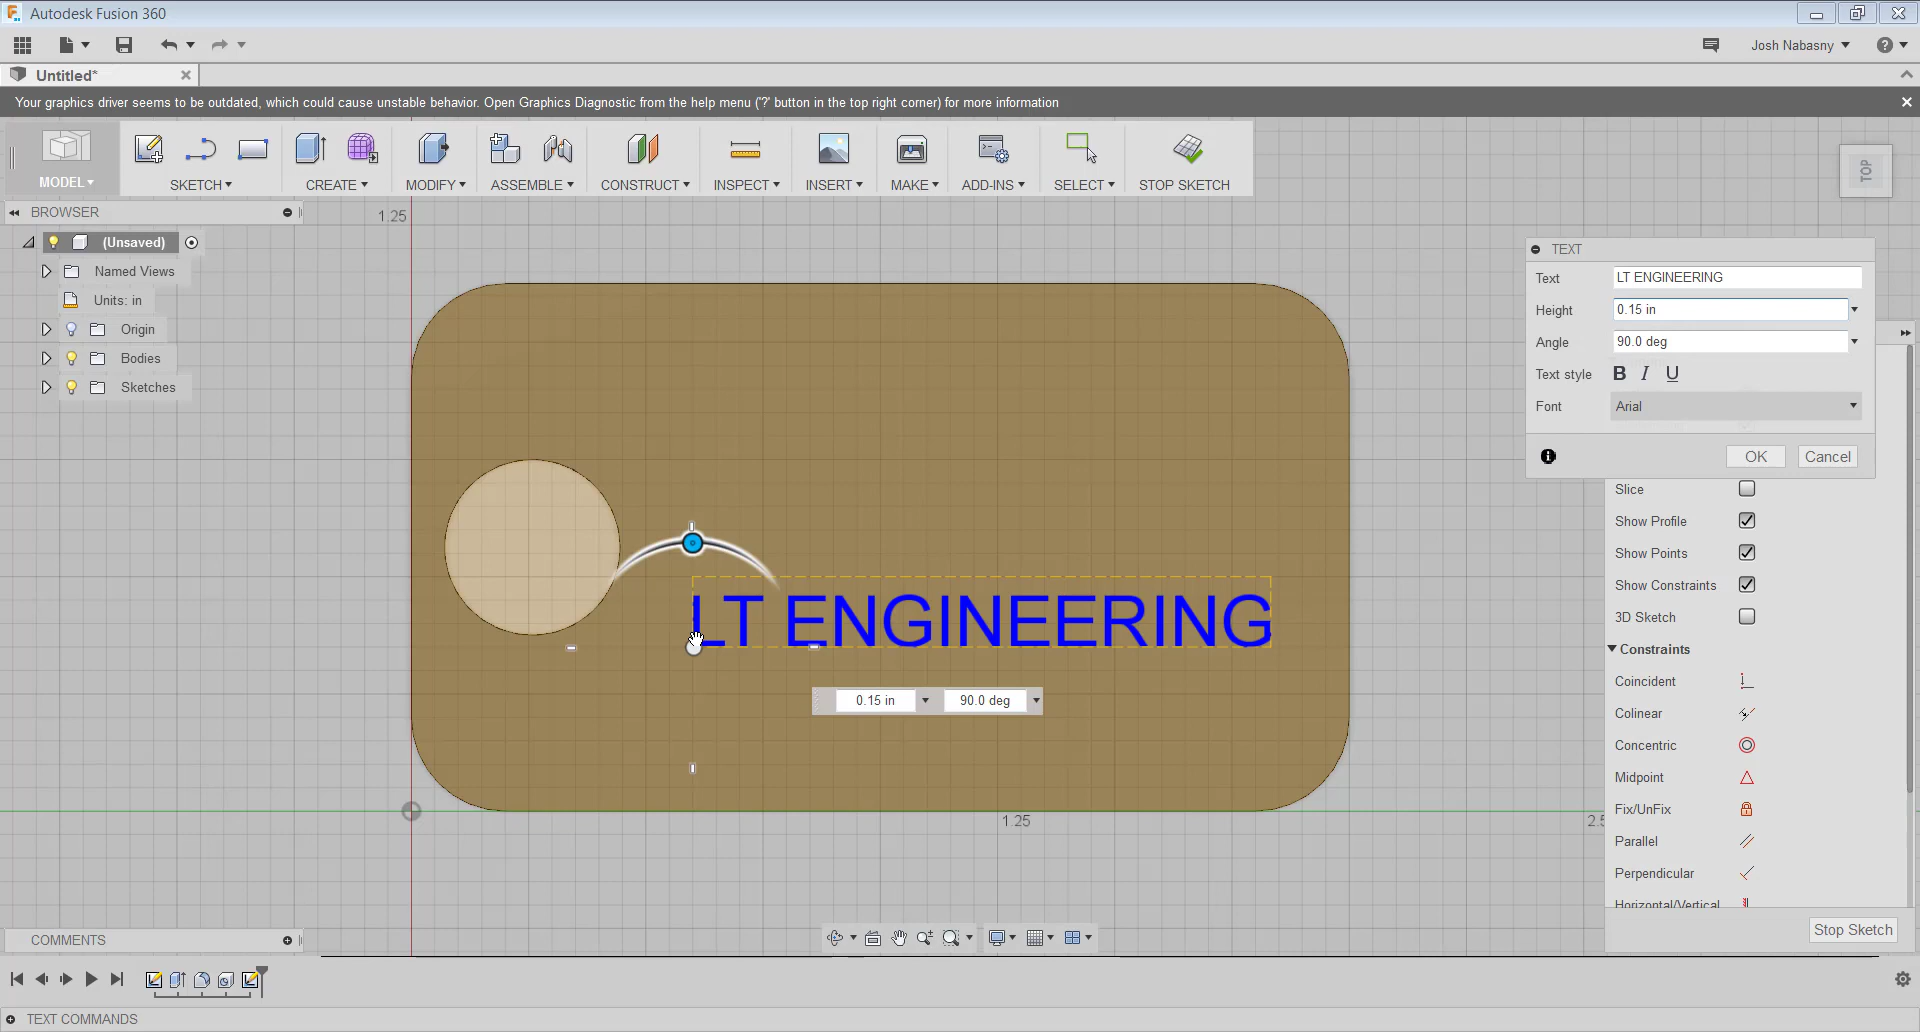 Autodesk Fusion 360
Josh Nabasny
Untitled*
Your graphics driver seems to be outdated, which could cause unstable behavior. Open Graphics Diagnostic from the help menu ('?' button in the top right corner) for more information
MODEL
SKETCH
CREATE
MODIFY
ASSEMBLE
CONSTRUCT
INSPECT
INSERT
MAKE
ADD-INS
SELECT
STOP SKETCH
TOP
BROWSER
(Unsaved)
Named Views
Units: in
Origin
Bodies
Sketches
1.25
LT ENGINEERING
0.15 in
90.0 deg
1.25
2.5
TEXT
Text
LT ENGINEERING
Height
0.15 in
Angle
90.0 deg
Text style
B I U
Font
Arial
OK
Cancel
Slice
Show Profile
Show Points
Show Constraints
3D Sketch
Constraints
Coincident
Colinear
Concentric
Midpoint
Fix/UnFix
Parallel
Perpendicular
Horizontal/Vertical
Stop Sketch
COMMENTS
TEXT COMMANDS